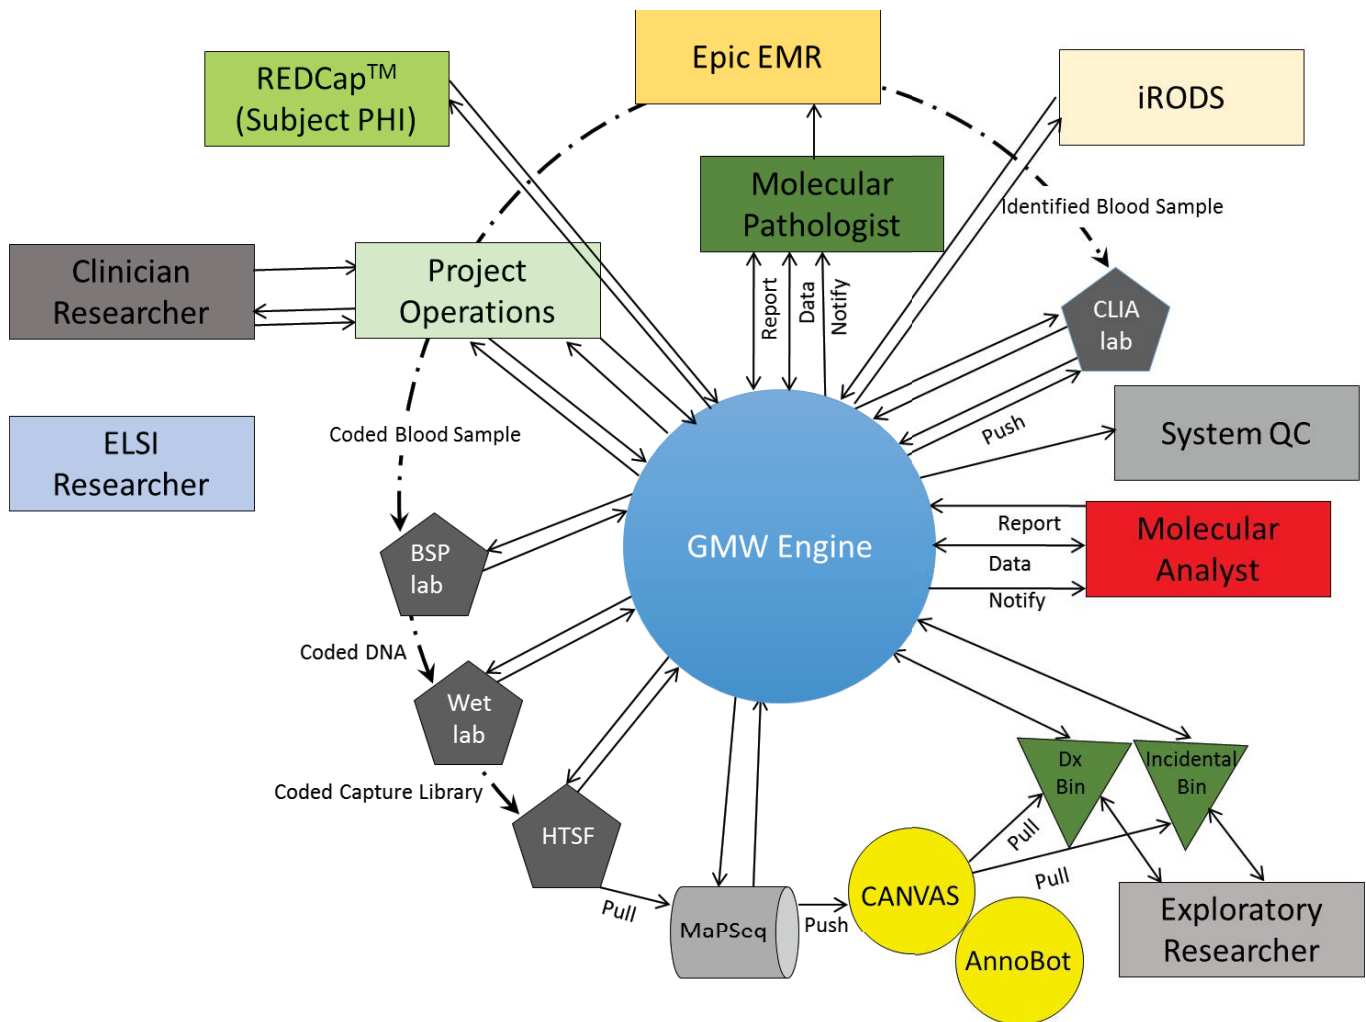 Epic EMR
REDCap™
(Subject PHI)
iRODS
Molecular
Pathologist
Identified Blood Sample
Clinician
Researcher
Project
Operations
Report
Data
Notify
CLIA
lab
Push
System QC
Coded Blood Sample
ELSI
Researcher
GMW Engine
Report
Data
Notify
Molecular
Analyst
BSP
lab
Coded DNA
Wet
lab
Coded Capture Library
HTSF
Pull
MaPSeq
Push
CANVAS
AnnoBot
Pull
Pull
Dx
Bin
Incidental
Bin
Exploratory
Researcher